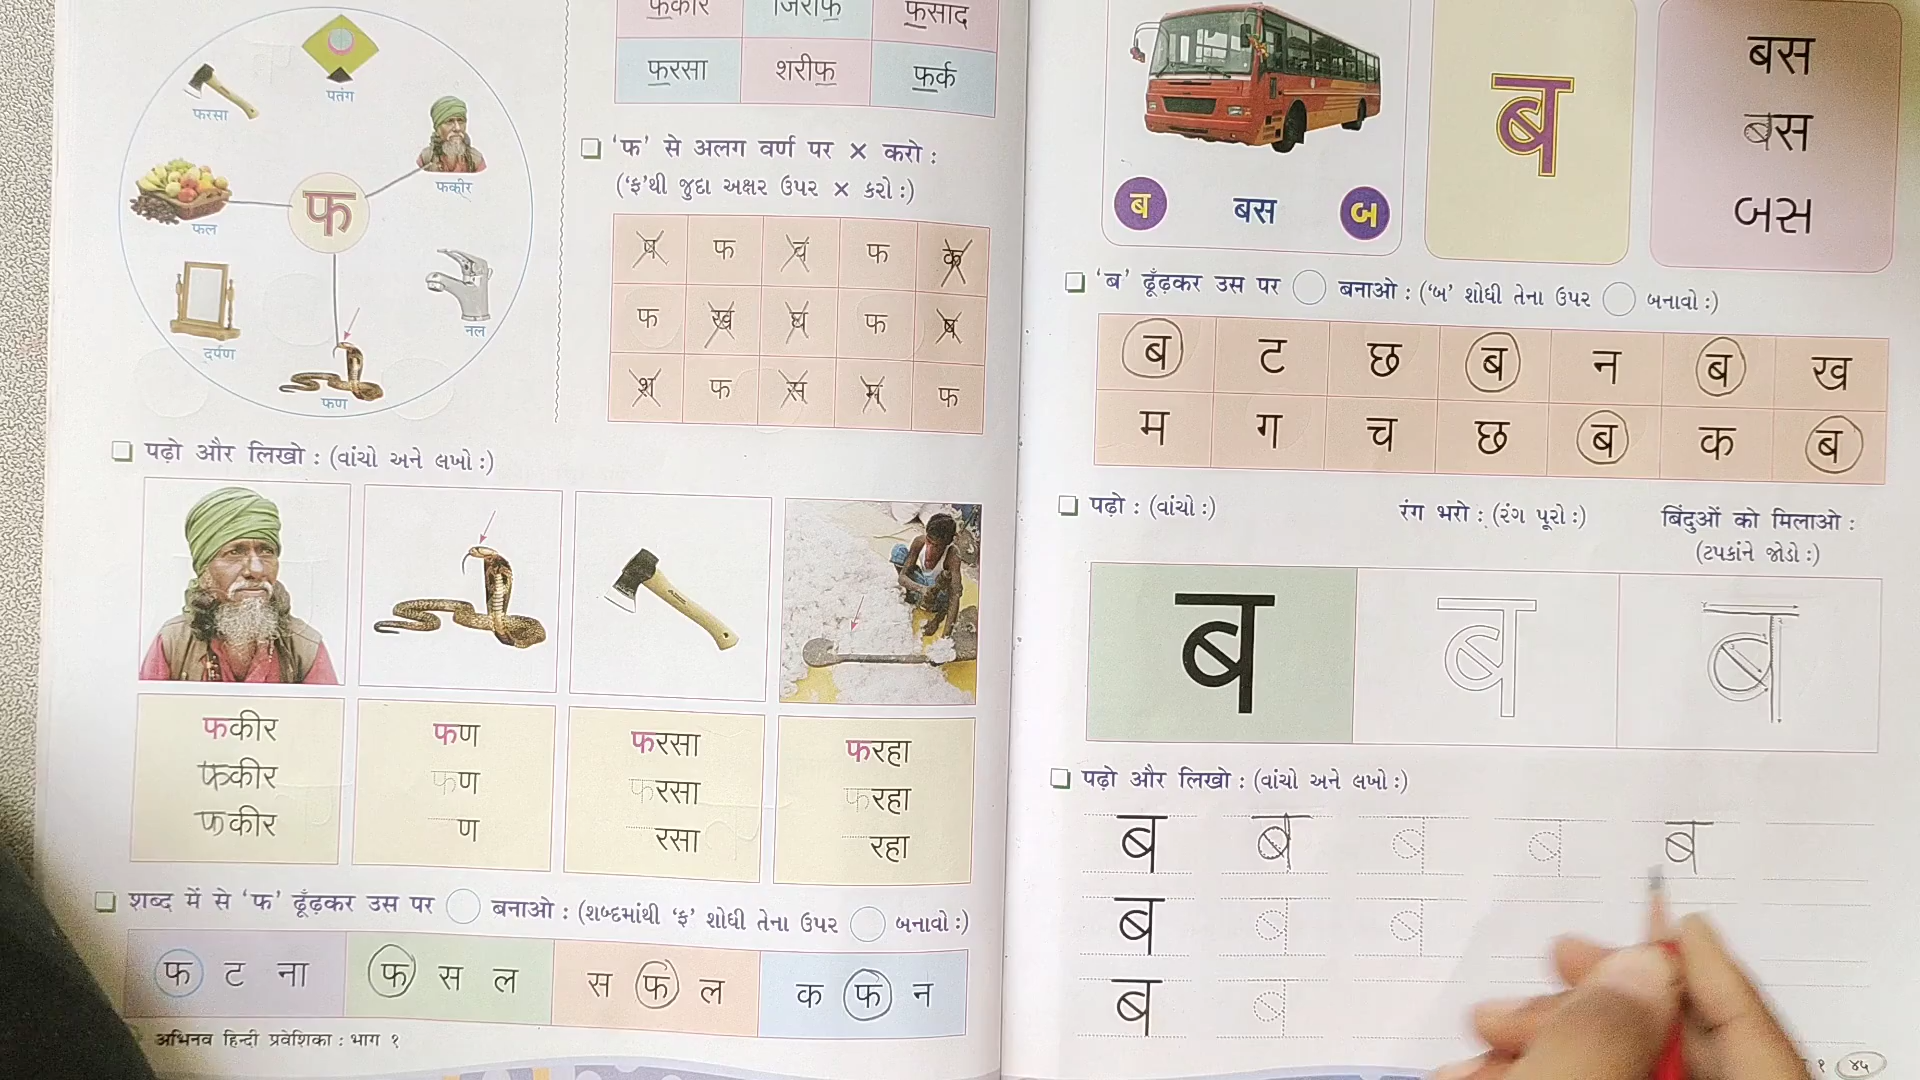 पतंग
फरसा
फकीर
फ
फल
नल
दर्पण
फण
फकीर जिराफ फसाद
फरसा शरीफ फर्क
❑ 'फ' से अलग वर्ण पर × करो :
('ફ'થી જુદા અક્ષર ઉપર × કરો :)
ष फ व फ के
फ ख घ फ ब
श फ स म फ
❑ पढ़ो और लिखो : (વાંચો અને લખો :)
फकीर फण फरसा फरहा
फकीर फण फरसा फरहा
फकीर ण रसा रहा
❑ शब्द में से 'फ' ढूँढ़कर उस पर ◯ बनाओ : (શબ્દમાંથી 'ફ' શોધી તેના ઉપર ◯ બનાવો :)
फ ट ना फ स ल स फ ल क फ न
अभिनव हिन्दी प्रवेशिका : भाग १
ब बस બ
ब
बस
बस
બસ
❑ 'ब' ढूँढ़कर उस पर ◯ बनाओ : ('બ' શોધી તેના ઉપર ◯ બનાવો :)
ब ट छ ब न ब ख
म ग च छ ब क ब
❑ पढ़ो : (વાંચો :) रंग भरो : (રંગ પૂરો :) बिंदुओं को मिलाओ :
(ટપકાંને જોડો :)
ब ब ब
❑ पढ़ो और लिखो : (વાંચો અને લખો :)
ब ब ब ब ब
ब ब ब
ब ब
१ ४५